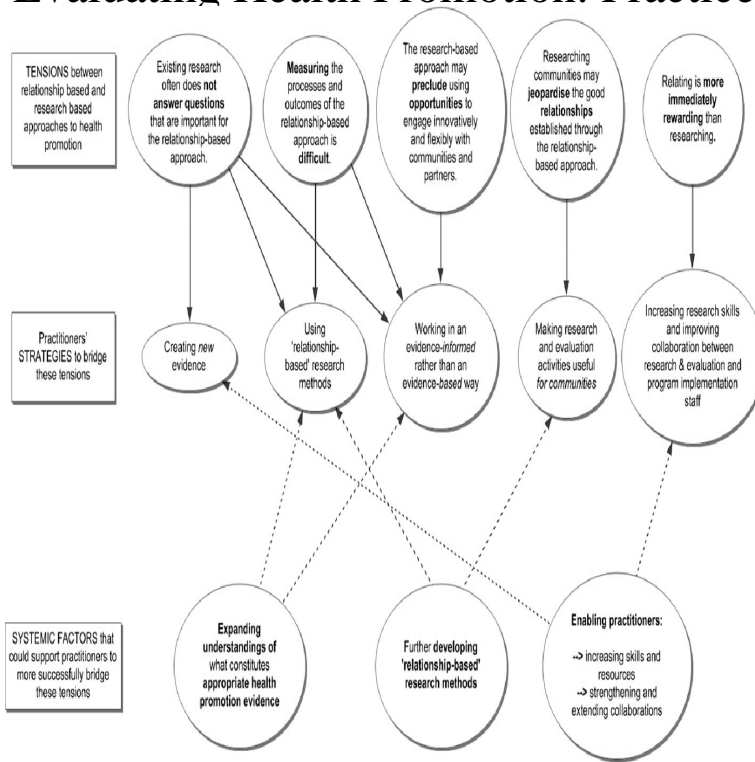 Evaluating Health Promotion: Practice
TENSIONS between
relationship based and
research based
approaches to health
promotion
Existing research
often does not
answer questions
that are important for
the relationship-based
approach.
Measuring the
processes and
outcomes of the
relationship-based
approach is
difficult.
The research-based
approach may
preclude using
opportunities to
engage innovatively
and flexibly with
communities and
partners.
Researching
communities may
jeopardise the good
relationships
established through
the relationship-
based approach.
Relating is more
immediately
rewarding than
researching.
Practitioners'
STRATEGIES to bridge
these tensions
Creating new
evidence
Using
'relationship-
based' research
methods
Working in an
evidence-informed
rather than an
evidence-based way
Making research
and evaluation
activities useful
for communities
Increasing research skills
and improving
collaboration between
research & evaluation and
program implementation
staff
SYSTEMIC FACTORS that
could support practitioners to
more successfully bridge
these tensions
Expanding
understandings of
what constitutes
appropriate health
promotion evidence
Further developing
'relationship-based'
research methods
Enabling practitioners:
--> increasing skills and
resources
--> strengthening and
extending collaborations